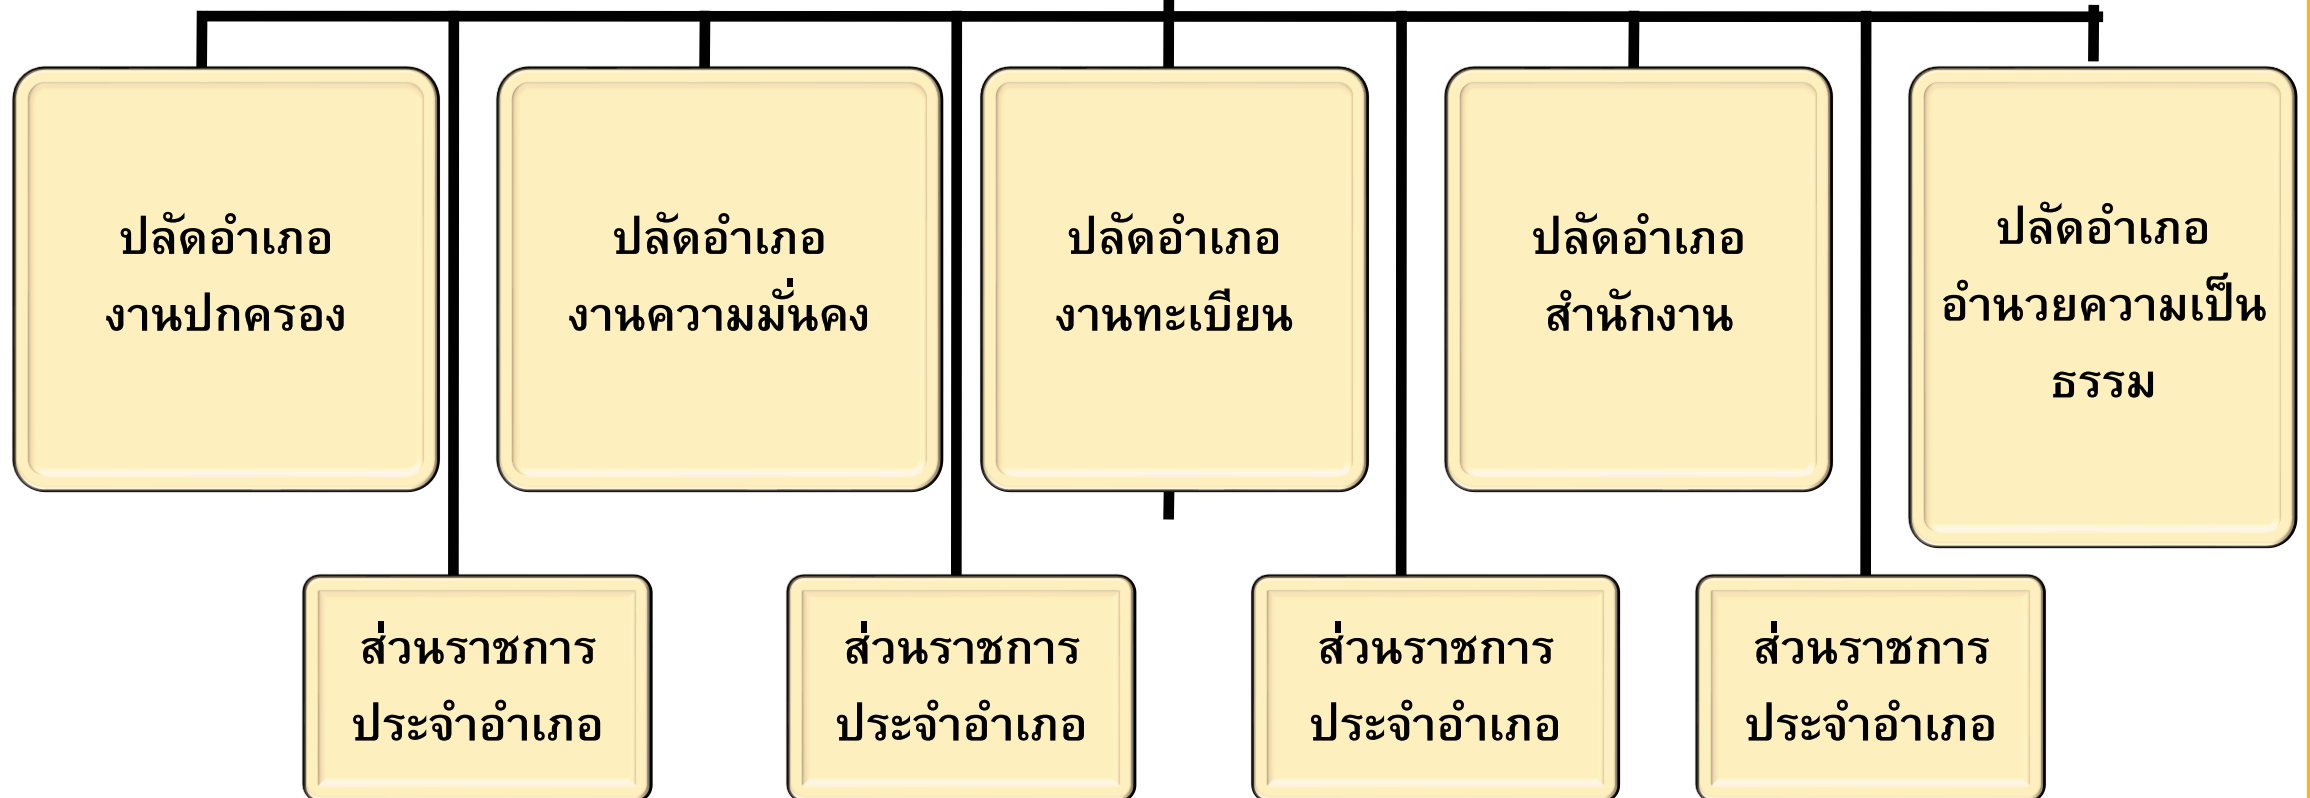 ปลัดอำเภอ
งานปกครอง
ปลัดอำเภอ
งานความมั่นคง
ปลัดอำเภอ
งานทะเบียน
ปลัดอำเภอ
สำนักงาน
ปลัดอำเภอ
อำนวยความเป็น
ธรรม
ส่วนราชการ
ประจำอำเภอ
ส่วนราชการ
ประจำอำเภอ
ส่วนราชการ
ประจำอำเภอ
ส่วนราชการ
ประจำอำเภอ